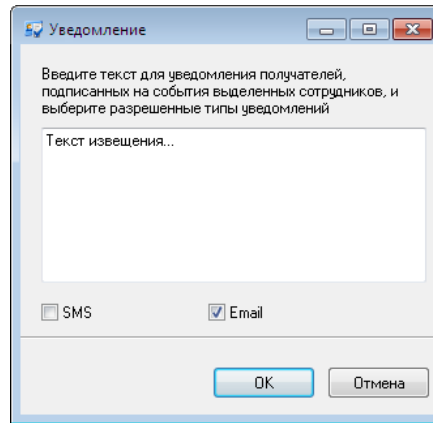 Уведомление
Введите текст для уведомления получателей,
подписанных на события выделенных сотрудников, и
выберите разрешенные типы уведомлений
Текст извещения...
SMS
Email
OK
Отмена